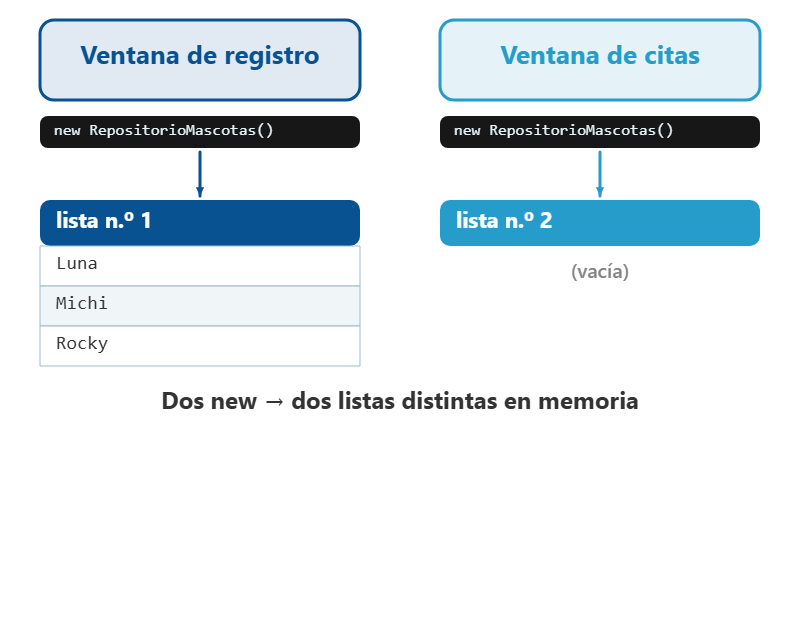 Ventana de registro
new RepositorioMascotas()
lista n.º 1
Luna
Michi
Rocky
Ventana de citas
new RepositorioMascotas()
lista n.º 2
(vacía)
Dos new → dos listas distintas en memoria